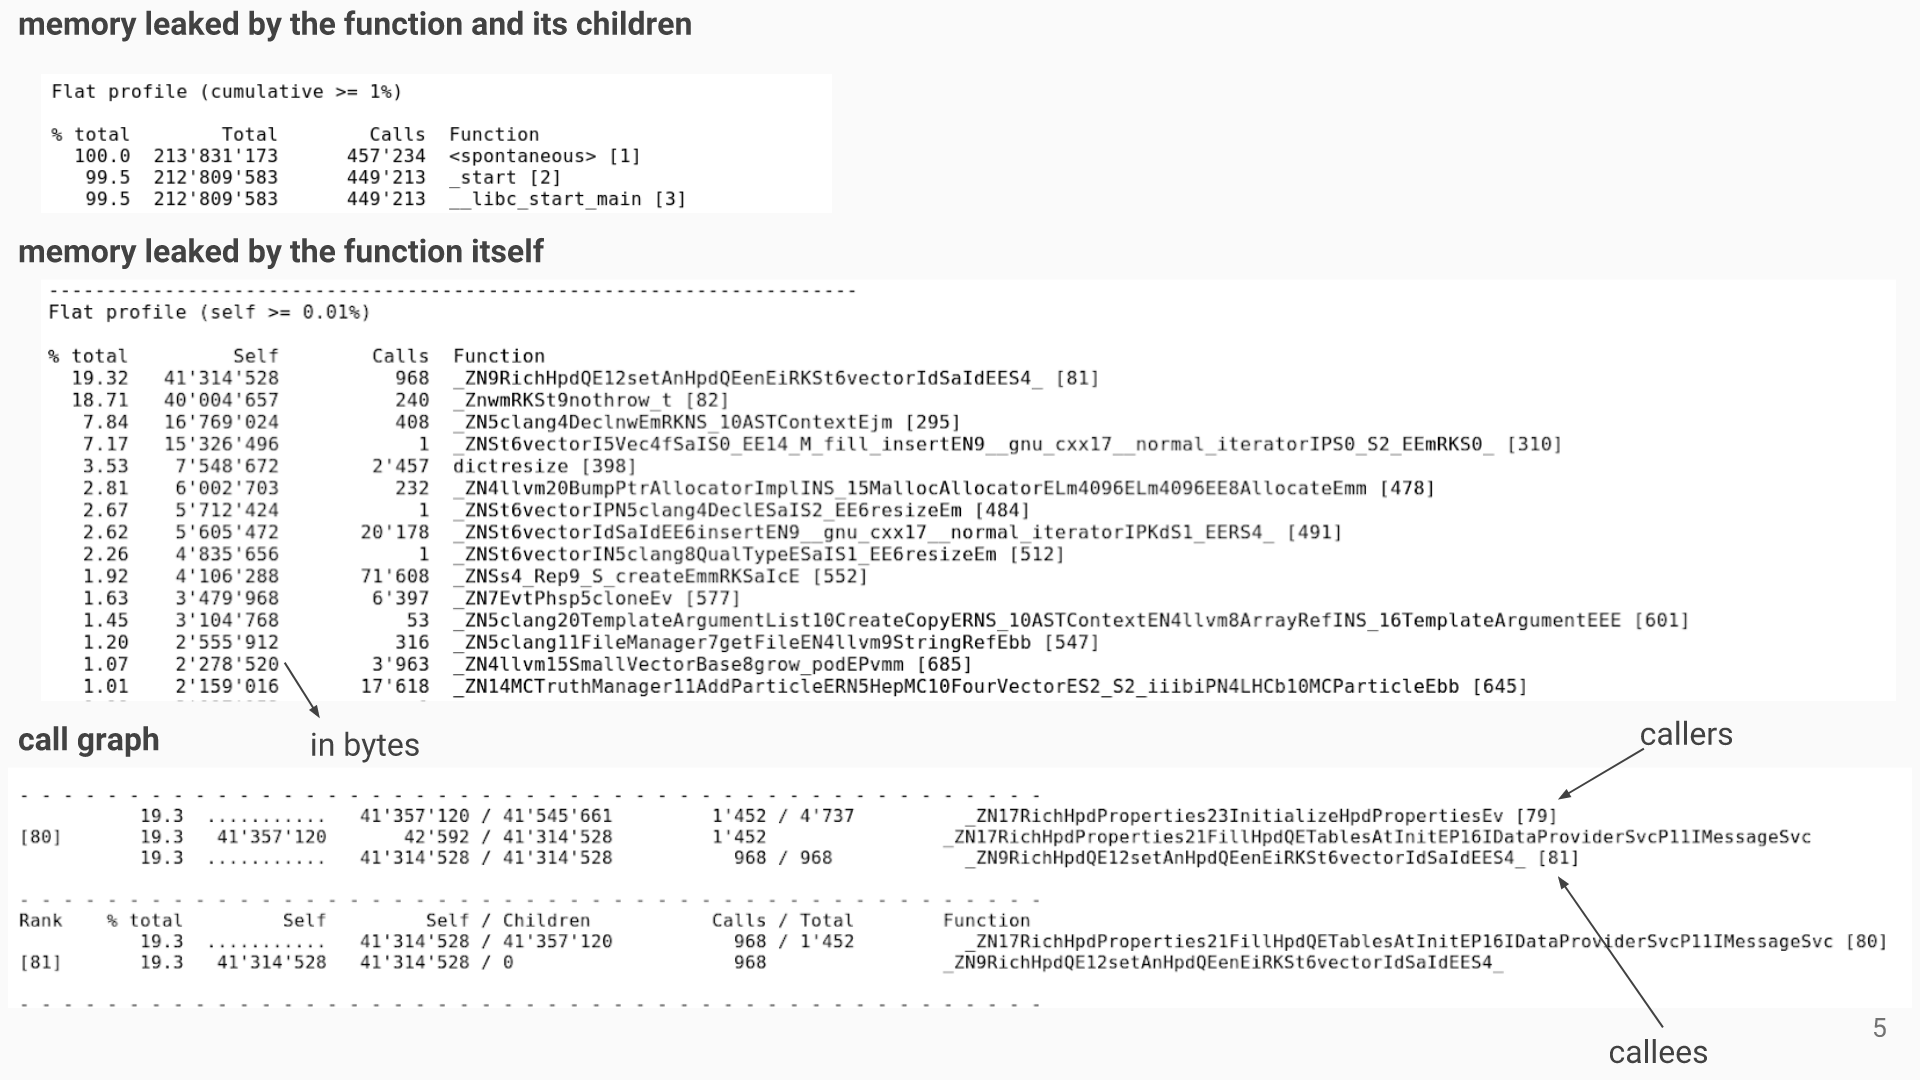 memory leaked by the function and its children
Flat profile (cumulative >= 1%)
% total Total Calls Function
100.0 213'831'173 457'234 <spontaneous> [1]
99.5 212'809'583 449'213 _start [2]
99.5 212'809'583 449'213 __libc_start_main [3]
memory leaked by the function itself
--------------------------------------------------------------------
Flat profile (self >= 0.01%)
% total Self Calls Function
19.32 41'314'528 968 _ZN9RichHpdQE12setAnHpdQEenEiRKSt6vectorIdSaIdEES4_ [81]
18.71 40'004'657 240 _ZnwmRKSt9nothrow_t [82]
7.84 16'769'024 408 _ZN5clang4DeclnwEmRKNS_10ASTContextEjm [295]
7.17 15'326'496 1 _ZNSt6vectorI5Vec4fSaIS0_EE14_M_fill_insertEN9__gnu_cxx17__normal_iteratorIPS0_S2_EEmRKS0_ [310]
3.53 7'548'672 2'457 dictresize [398]
2.81 6'002'703 232 _ZN4llvm20BumpPtrAllocatorImplINS_15MallocAllocatorELm4096ELm4096EE8AllocateEmm [478]
2.67 5'712'424 1 _ZNSt6vectorIPN5clang4DeclESaIS2_EE6resizeEm [484]
2.62 5'605'472 20'178 _ZNSt6vectorIdSaIdEE6insertEN9__gnu_cxx17__normal_iteratorIPKdS1_EERS4_ [491]
2.26 4'835'656 1 _ZNSt6vectorIN5clang8QualTypeESaIS1_EE6resizeEm [512]
1.92 4'106'288 71'608 _ZNSs4_Rep9_S_createEmmRKSaIcE [552]
1.63 3'479'968 6'397 _ZN7EvtPhsp5cloneEv [577]
1.45 3'104'768 53 _ZN5clang20TemplateArgumentList10CreateCopyERNS_10ASTContextEN4llvm8ArrayRefINS_16TemplateArgumentEEE [601]
1.20 2'555'912 316 _ZN5clang11FileManager7getFileEN4llvm9StringRefEbb [547]
1.07 2'278'520 3'963 _ZN4llvm15SmallVectorBase8grow_podEPvmm [685]
1.01 2'159'016 17'618 _ZN14MCTruthManager11AddParticleERN5HepMC10FourVectorES2_S2_iiibiPN4LHCb10MCParticleEbb [645]
in bytes
call graph
callers
- - - - - - - - - - - - - - - - - - - - - - - - - - - - - - - - - - - - - - - - - - - - - - -
19.3 ........... 41'357'120 / 41'545'661 1'452 / 4'737 _ZN17RichHpdProperties23InitializeHpdPropertiesEv [79]
[80] 19.3 41'357'120 42'592 / 41'314'528 1'452 _ZN17RichHpdProperties21FillHpdQETablesAtInitEP16IDataProviderSvcP11IMessageSvc
19.3 ........... 41'314'528 / 41'314'528 968 / 968 _ZN9RichHpdQE12setAnHpdQEenEiRKSt6vectorIdSaIdEES4_ [81]
- - - - - - - - - - - - - - - - - - - - - - - - - - - - - - - - - - - - - - - - - - - - - - -
Rank % total Self Self / Children Calls / Total Function
19.3 ........... 41'314'528 / 41'357'120 968 / 1'452 _ZN17RichHpdProperties21FillHpdQETablesAtInitEP16IDataProviderSvcP11IMessageSvc [80]
[81] 19.3 41'314'528 41'314'528 / 0 968 _ZN9RichHpdQE12setAnHpdQEenEiRKSt6vectorIdSaIdEES4_
- - - - - - - - - - - - - - - - - - - - - - - - - - - - - - - - - - - - - - - - - - - - - - -
callees
5